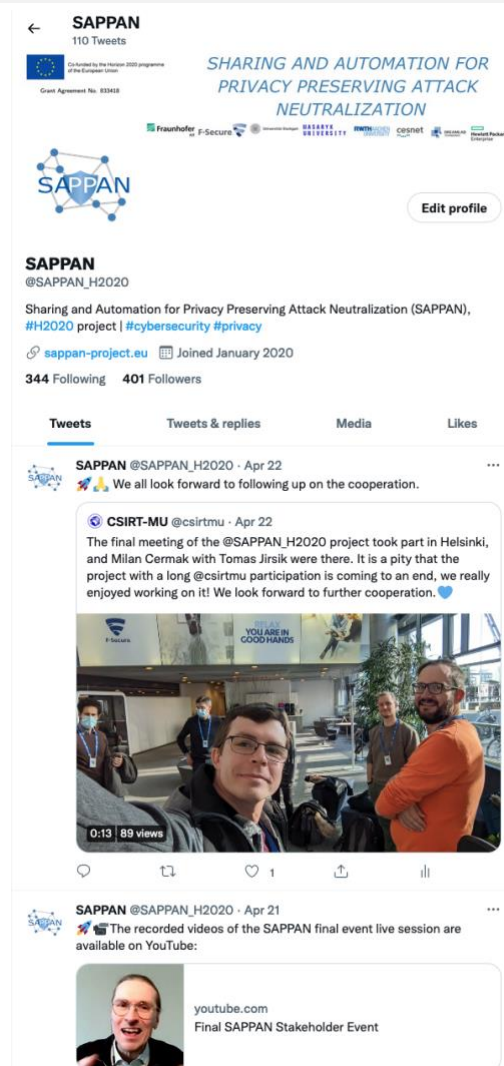 SAPPAN
110 Tweets
Co-funded by the Horizon 2020 programme
of the European Union
Grant Agreement No. 833418
SHARING AND AUTOMATION FOR
PRIVACY PRESERVING ATTACK
NEUTRALIZATION
Fraunhofer F-Secure MASARYK UNIVERSITY cesnet Hewlett Packard Enterprise
SAPPAN
Edit profile
SAPPAN
@SAPPAN_H2020
Sharing and Automation for Privacy Preserving Attack Neutralization (SAPPAN),
#H2020 project | #cybersecurity #privacy
sappan-project.eu Joined January 2020
344 Following 401 Followers
Tweets Tweets & replies Media Likes
SAPPAN @SAPPAN_H2020 · Apr 22
🚀🙏 We all look forward to following up on the cooperation.
CSIRT-MU @csirtmu · Apr 22
The final meeting of the @SAPPAN_H2020 project took part in Helsinki,
and Milan Cermak with Tomas Jirsik were there. It is a pity that the
project with a long @csirtmu participation is coming to an end, we really
enjoyed working on it! We look forward to further cooperation.💙
F-Secure
RELAX
YOU ARE IN
GOOD HANDS
0:13 89 views
1
SAPPAN @SAPPAN_H2020 · Apr 21
🚀📹The recorded videos of the SAPPAN final event live session are
available on YouTube:
youtube.com
Final SAPPAN Stakeholder Event